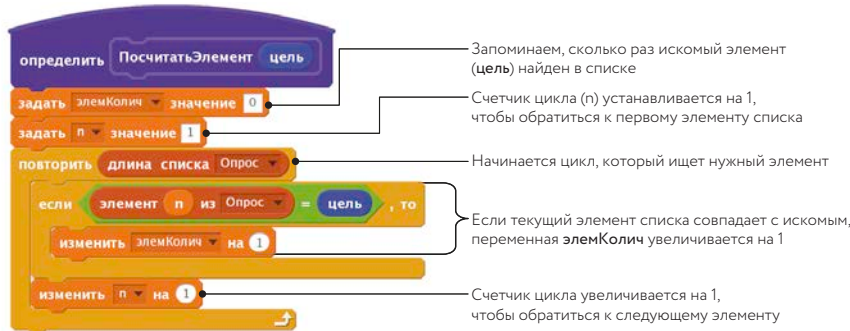 определить ПосчитатьЭлемент цель
задать элемКолич значение 0
задать n значение 1
повторить длина списка Опрос
если элемент n из Опрос = цель , то
изменить элемКолич на 1
изменить n на 1
Запоминаем, сколько раз искомый элемент
(цель) найден в списке
Счетчик цикла (n) устанавливается на 1,
чтобы обратиться к первому элементу списка
Начинается цикл, который ищет нужный элемент
Если текущий элемент списка совпадает с искомым,
переменная элемКолич увеличивается на 1
Счетчик цикла увеличивается на 1,
чтобы обратиться к следующему элементу